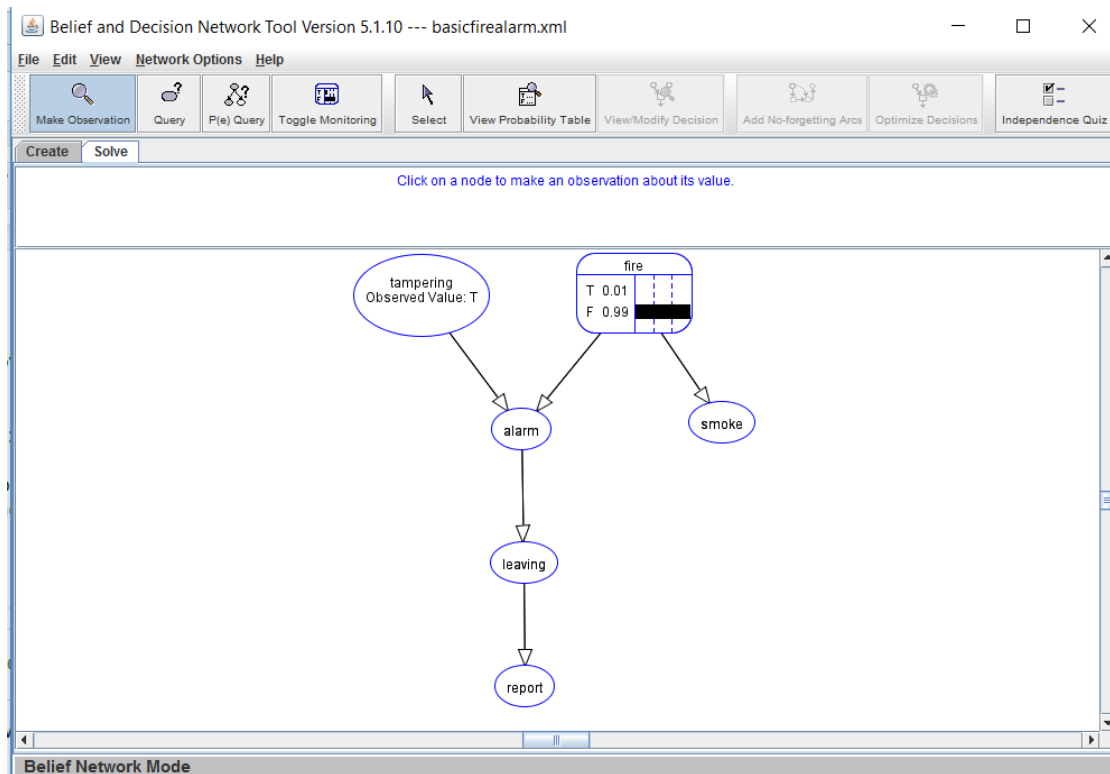 Belief and Decision Network Tool Version 5.1.10 --- basicfirealarm.xml
File Edit View Network Options Help
Make Observation Query P(e) Query Toggle Monitoring Select View Probability Table View/Modify Decision Add No-forgetting Arcs Optimize Decisions Independence Quiz
Create Solve
Click on a node to make an observation about its value.
tampering
Observed Value: T
fire
T 0.01
F 0.99
alarm
smoke
leaving
report
Belief Network Mode